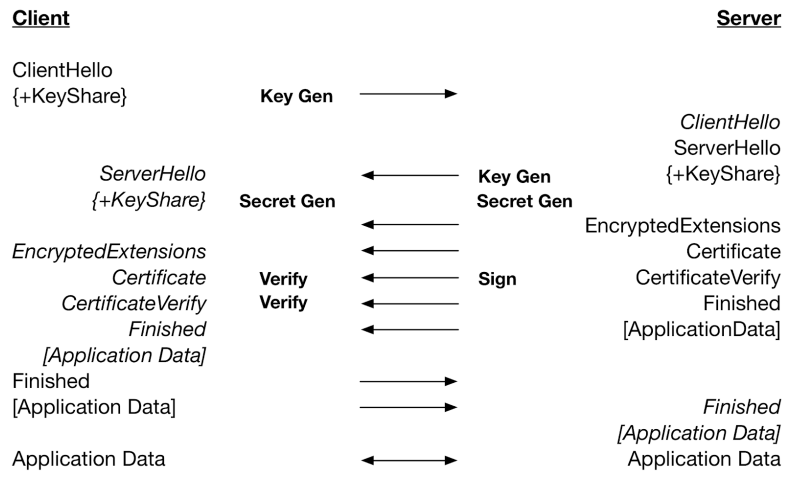 Client Server
ClientHello
{+KeyShare} Key Gen
ClientHello
ServerHello
ServerHello Key Gen {+KeyShare}
{+KeyShare} Secret Gen Secret Gen
EncryptedExtensions
EncryptedExtensions Certificate
Certificate Verify Sign CertificateVerify
CertificateVerify Verify Finished
Finished [ApplicationData]
[Application Data]
Finished
[Application Data] Finished
[Application Data]
Application Data Application Data